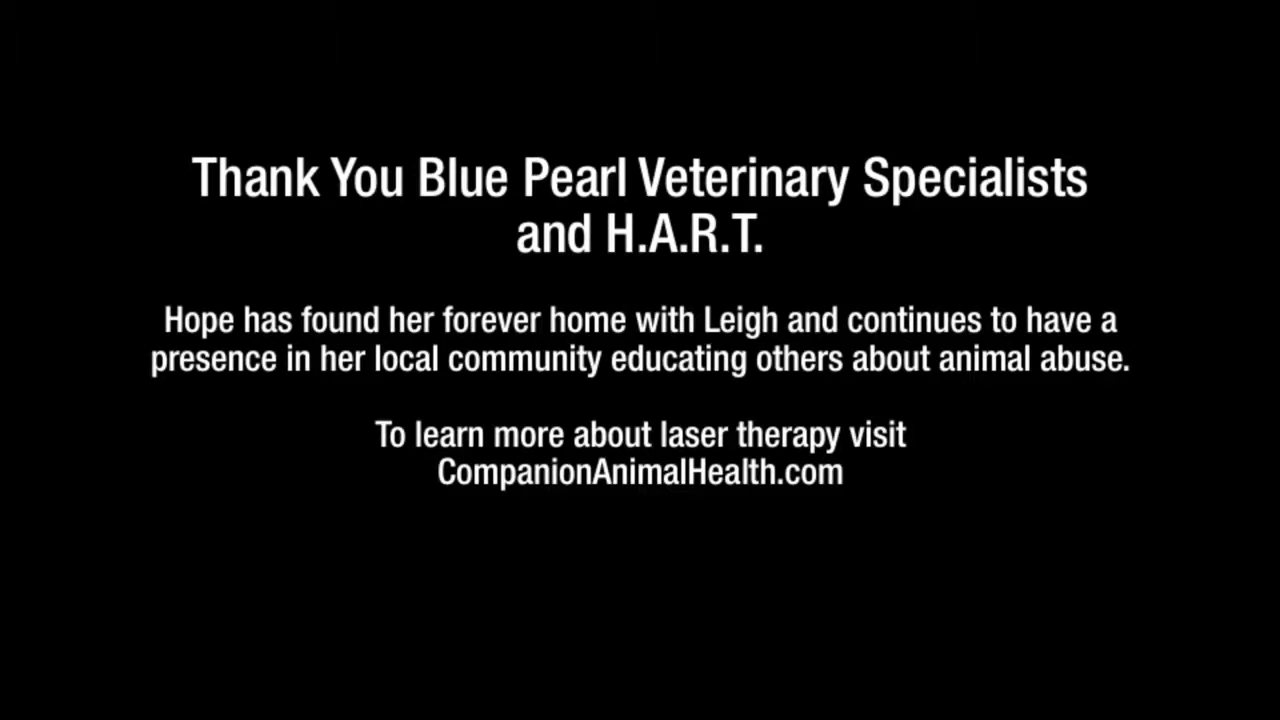 Thank You Blue Pearl Veterinary Specialists
and H.A.R.T.
Hope has found her forever home with Leigh and continues to have a
presence in her local community educating others about animal abuse.
To learn more about laser therapy visit
CompanionAnimalHealth.com